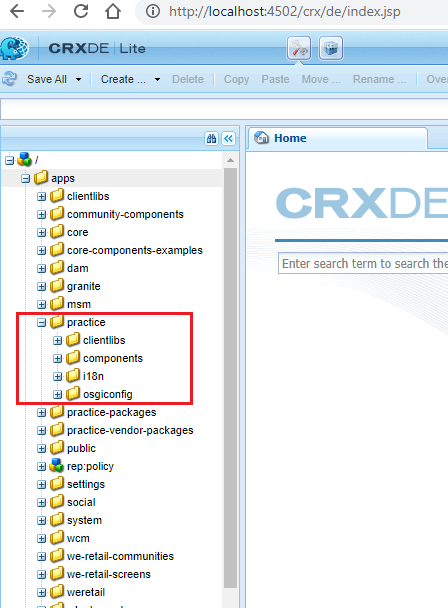 http://localhost:4502/crx/de/index.jsp
CRXDE | Lite
Save All Create ... Delete Copy Paste Move ... Rename ... Over
Home
/
apps
clientlibs
community-components
core
core-components-examples
dam
granite
msm
practice
clientlibs
components
i18n
osgiconfig
practice-packages
practice-vendor-packages
public
rep:policy
settings
social
system
wcm
we-retail-communities
we-retail-screens
weretail
CRXDE
Enter search term to search the